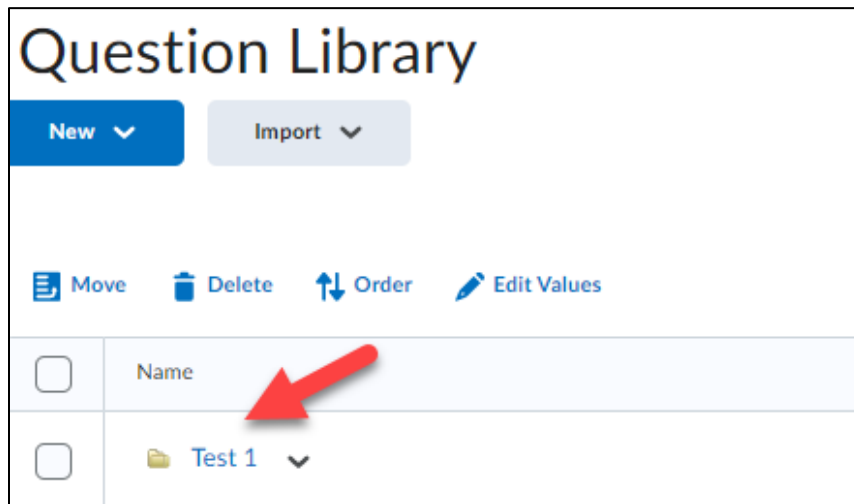 Question Library
New Import
Move Delete Order Edit Values
Name
Test 1